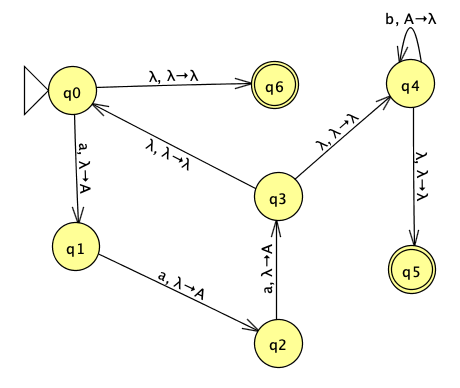 b, A→λ
λ, λ→λ
q0
q6
q4
a, λ→A
λ, λ→λ
λ, λ→λ
λ, λ→λ
q3
q1
a, λ→A
a, λ→A
q5
q2